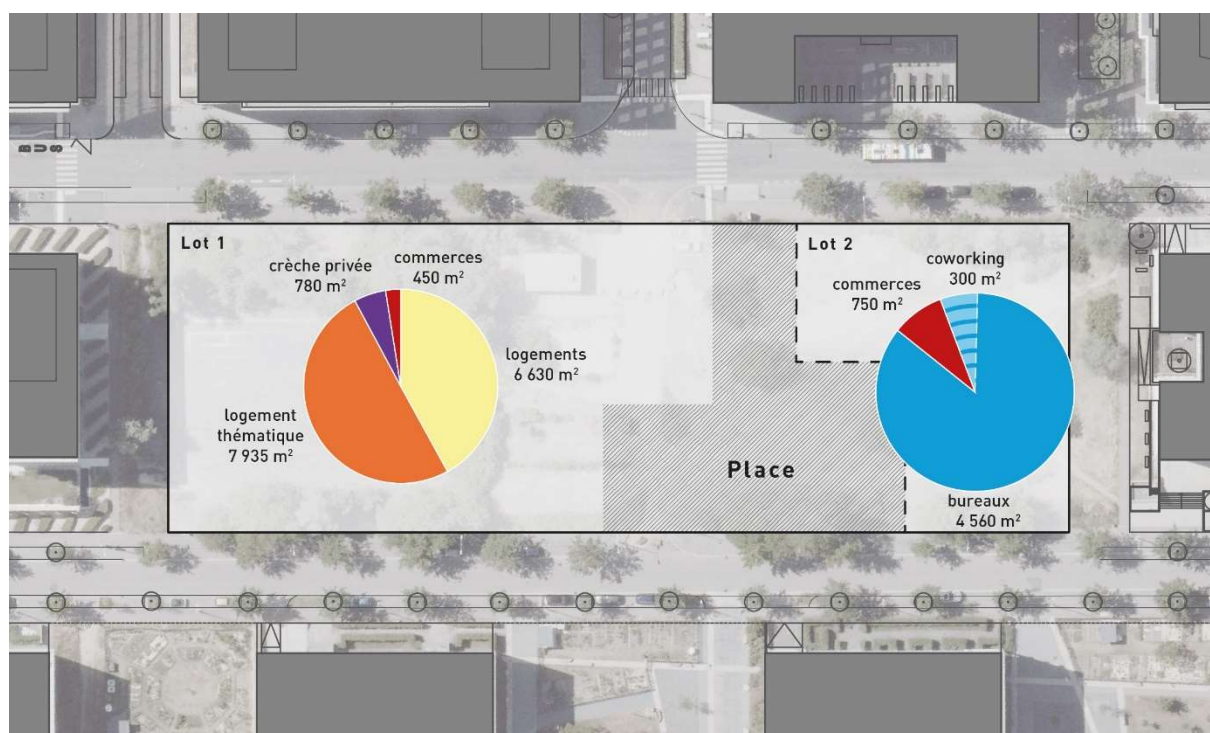 BUS
Lot 1
crèche privée
780 m²
commerces
450 m²
logements
6 630 m²
logement
thématique
7 935 m²
Place
Lot 2
coworking
300 m²
commerces
750 m²
bureaux
4 560 m²